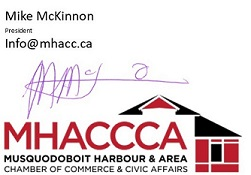 Mike McKinnon
President
Info@mhacc.ca
MHACCCA
MUSQUODOBOIT HARBOUR & AREA
CHAMBER OF COMMERCE & CIVIC AFFAIRS